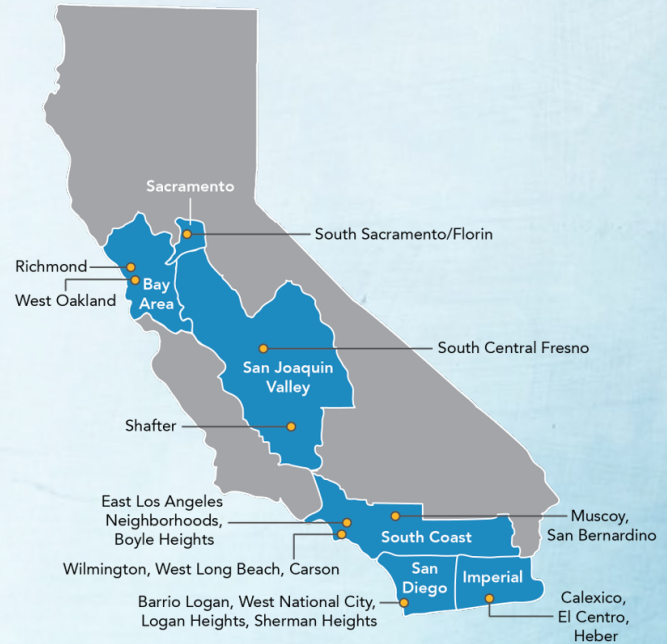 Sacramento
South Sacramento/Florin
Richmond
West Oakland
Bay
Area
South Central Fresno
San Joaquin
Valley
Shafter
East Los Angeles
Neighborhoods,
Boyle Heights
Muscoy,
San Bernardino
South Coast
Wilmington, West Long Beach, Carson
San
Diego
Imperial
Barrio Logan, West National City,
Logan Heights, Sherman Heights
Calexico,
El Centro,
Heber